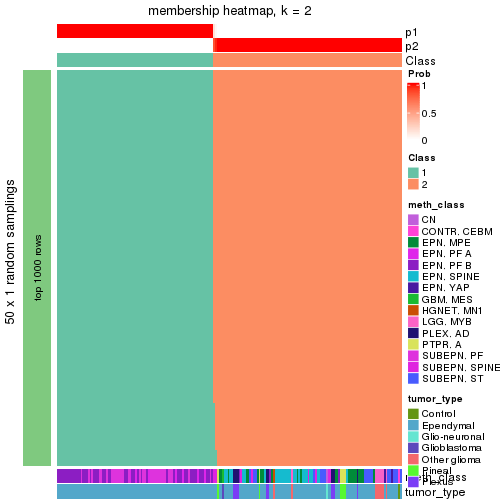 membership heatmap, k = 2
p1
p2
Class
50 x 1 random samplings
top 1000 rows
Prob
1
0.5
0
Class
1
2
meth_class
CN
CONTR, CEBM
EPN, MPE
EPN, PF A
EPN, PF B
EPN, SPINE
EPN, YAP
GBM, MES
HGNET, MN1
LGG, MYB
PLEX, AD
PTPR, A
SUBEPN, PF
SUBEPN, SPINE
SUBEPN, ST
tumor_type
Control
Ependymal
Glio-neuronal
Glioblastoma
Other glioma
Pineal
Plexus
meth_class
tumor_type